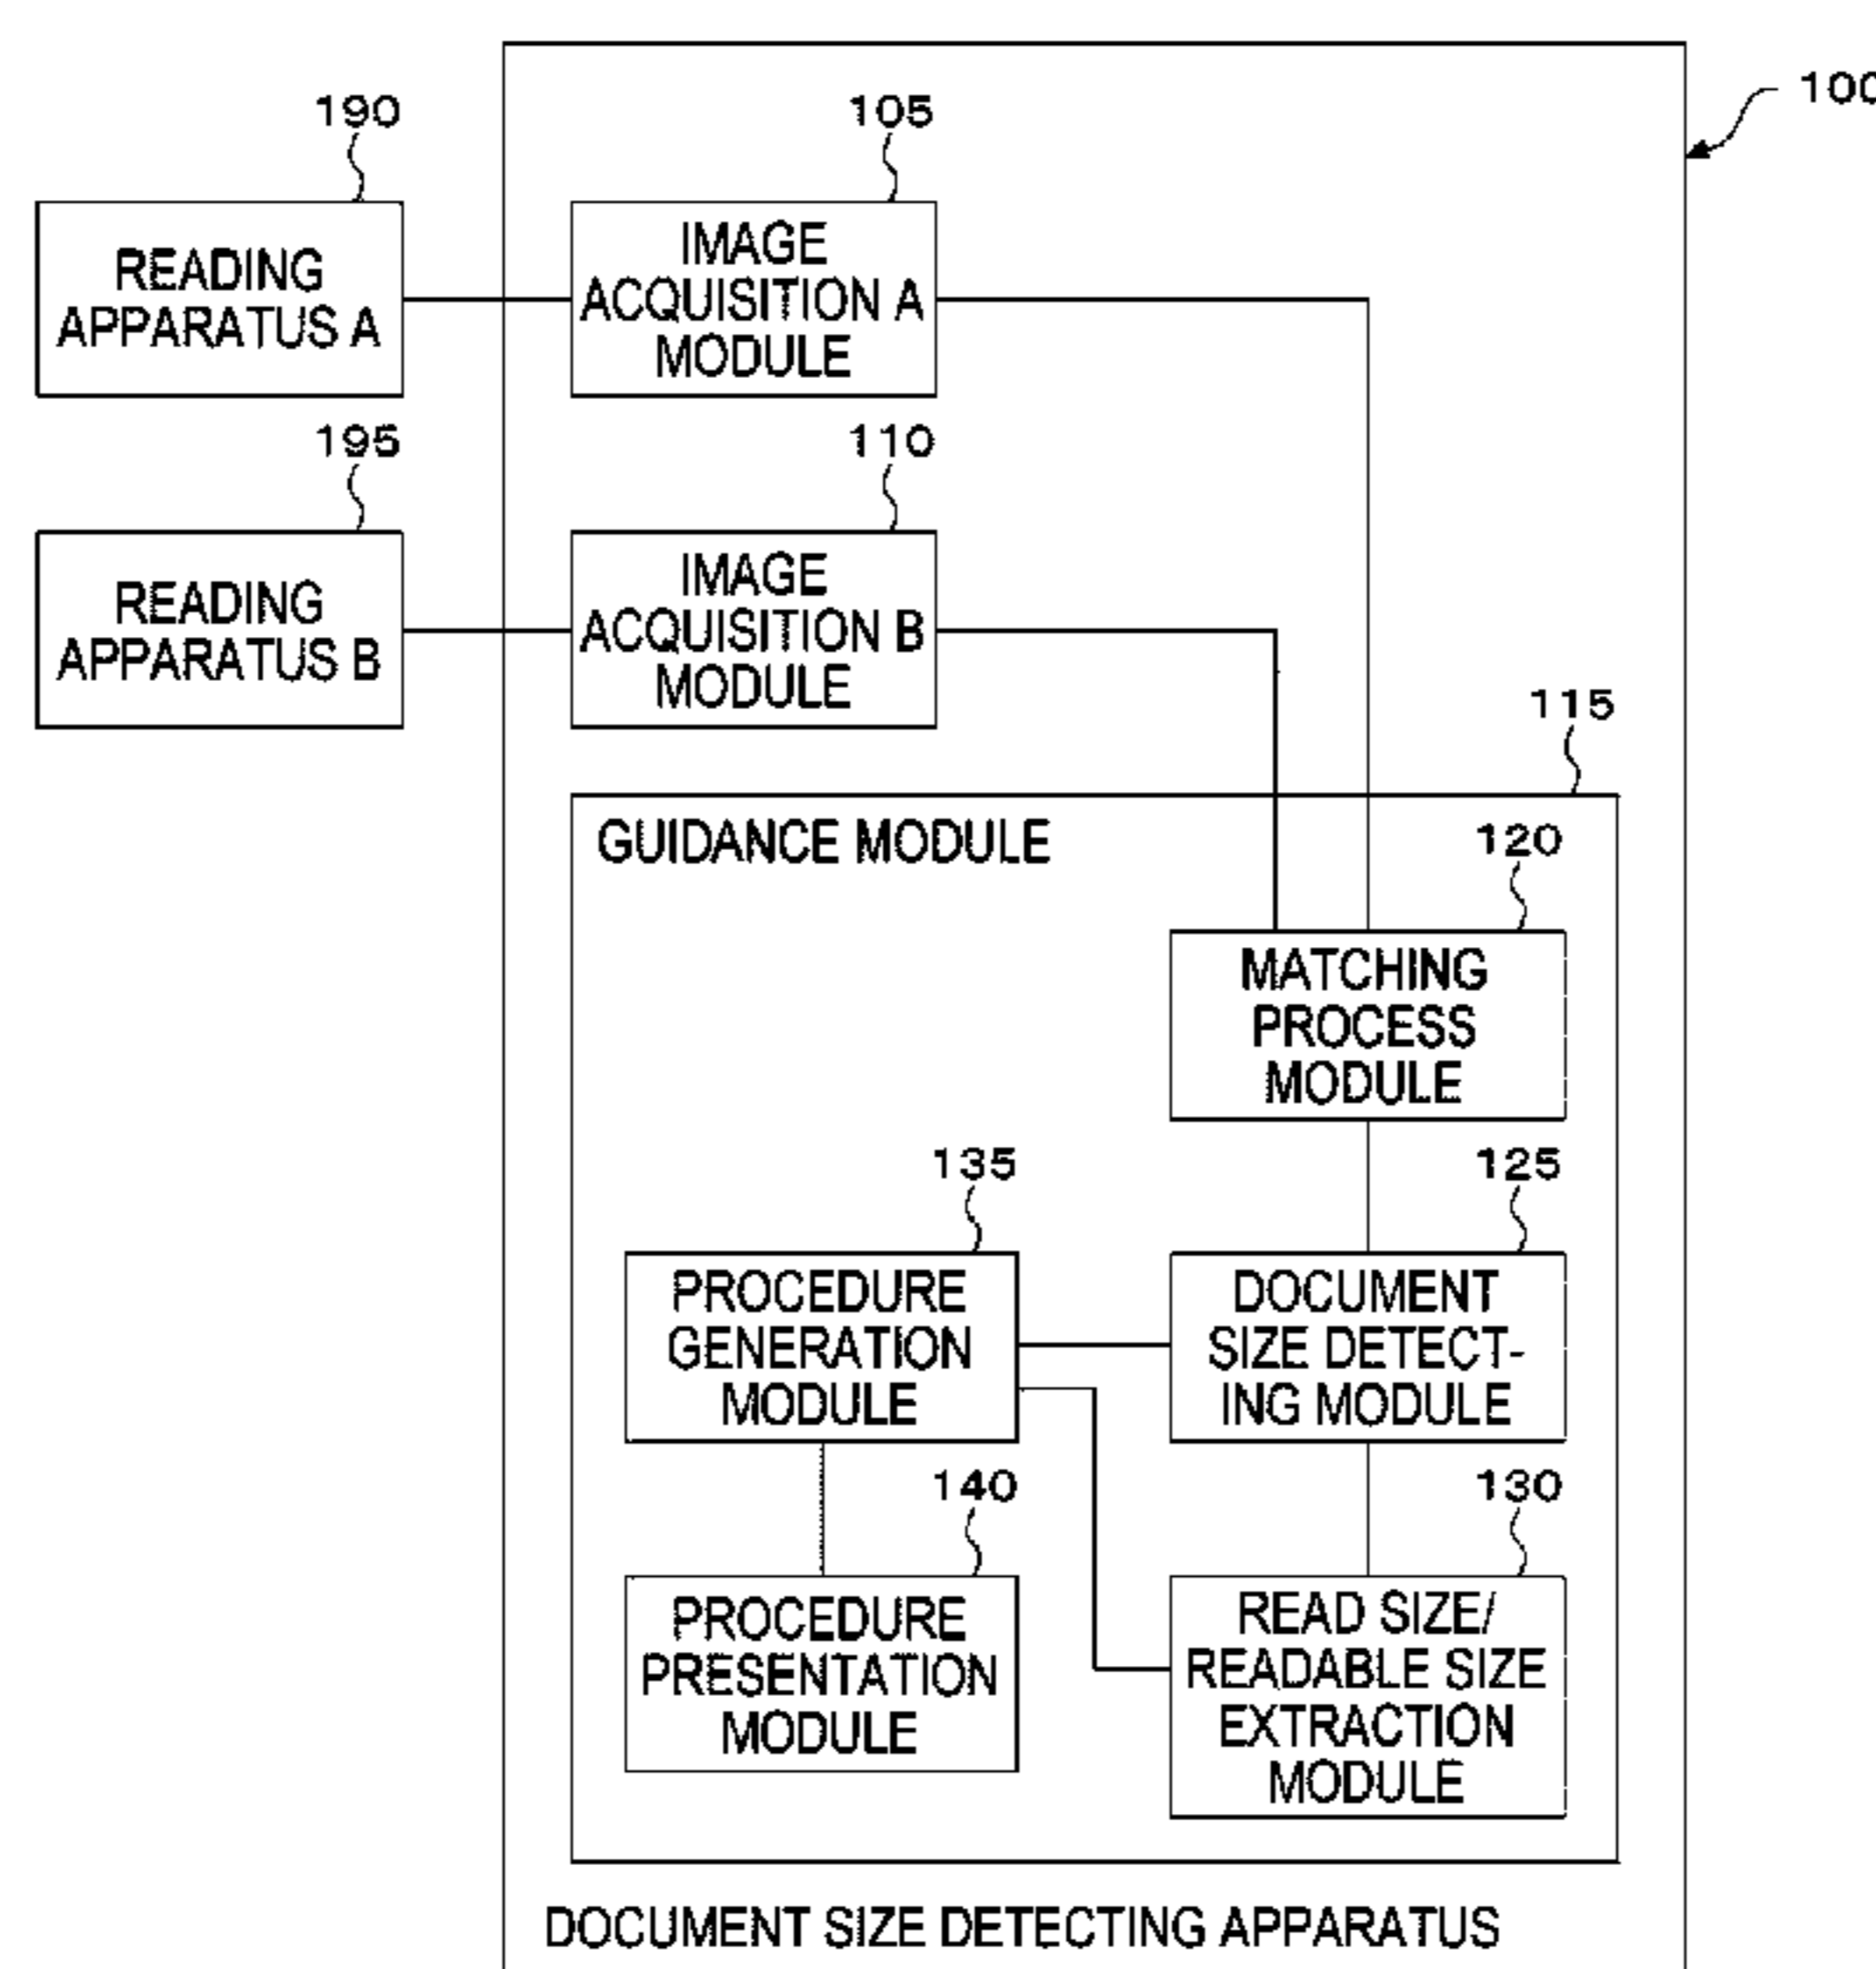 100
190
105
READING
APPARATUS A
IMAGE
ACQUISITION A
MODULE
195
110
READING
APPARATUS B
IMAGE
ACQUISITION B
MODULE
115
GUIDANCE MODULE
120
MATCHING
PROCESS
MODULE
135
125
PROCEDURE
GENERATION
MODULE
DOCUMENT
SIZE DETECT-
ING MODULE
140
130
PROCEDURE
PRESENTATION
MODULE
READ SIZE/
READABLE SIZE
EXTRACTION
MODULE
DOCUMENT SIZE DETECTING APPARATUS